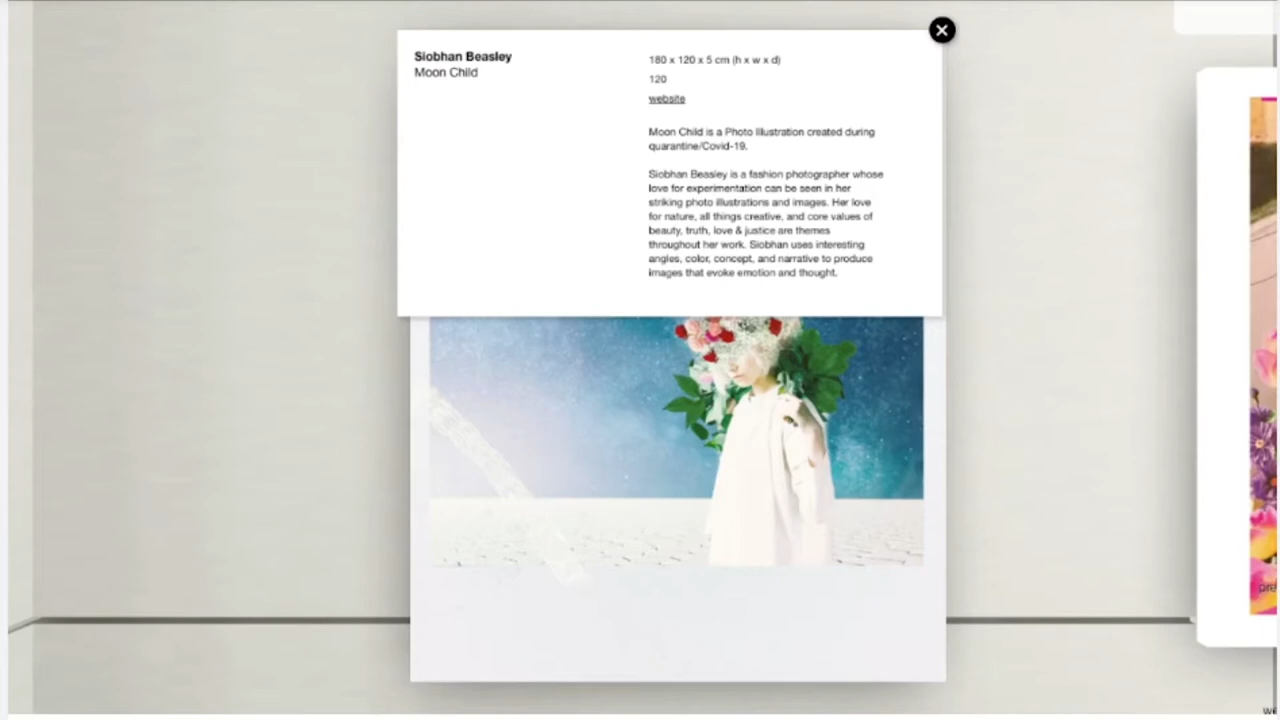 Siobhan Beasley
Moon Child
180 x 120 x 5 cm (h x w x d)
120
website
Moon Child is a Photo Illustration created during
quarantine/Covid-19.
Siobhan Beasley is a fashion photographer whose
love for experimentation can be seen in her
striking photo illustrations and images. Her love
for nature, all things creative, and core values of
beauty, truth, love & justice are themes
throughout her work. Siobhan uses interesting
angles, color, concept, and narrative to produce
images that evoke emotion and thought.